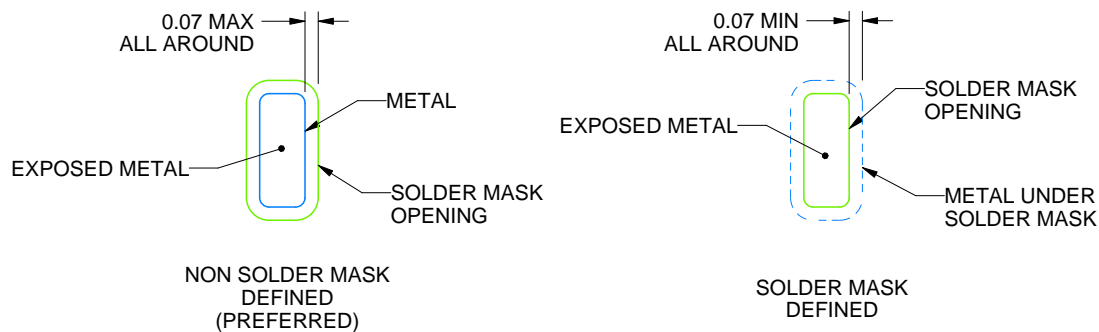 0.07 MAX
ALL AROUND
METAL
EXPOSED METAL
SOLDER MASK
OPENING
NON SOLDER MASK
DEFINED
(PREFERRED)
0.07 MIN
ALL AROUND
SOLDER MASK
OPENING
EXPOSED METAL
METAL UNDER
SOLDER MASK
SOLDER MASK
DEFINED